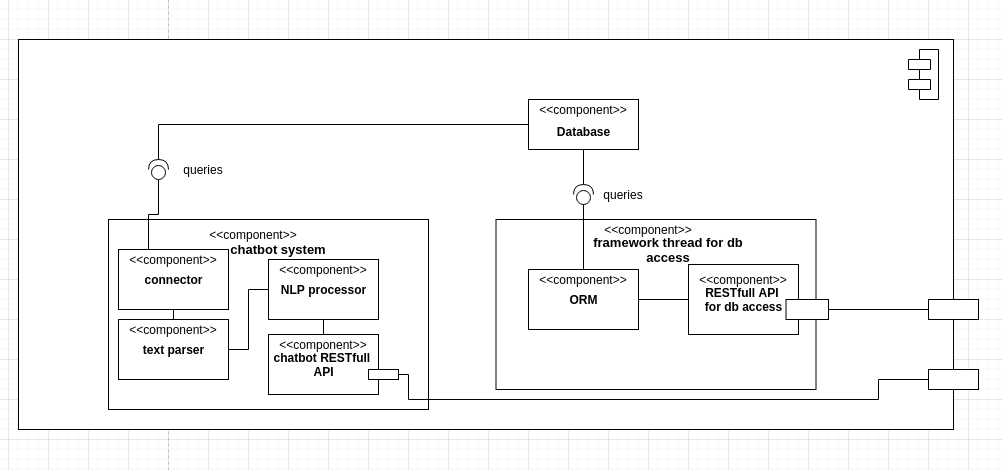 <<component>>
Database
queries
queries
<<component>>
chatbot system
<<component>>
connector
<<component>>
NLP processor
<<component>>
text parser
<<component>>
chatbot RESTfull
API
<<component>>
framework thread for db
access
<<component>>
ORM
<<component>>
RESTfull API
for db access